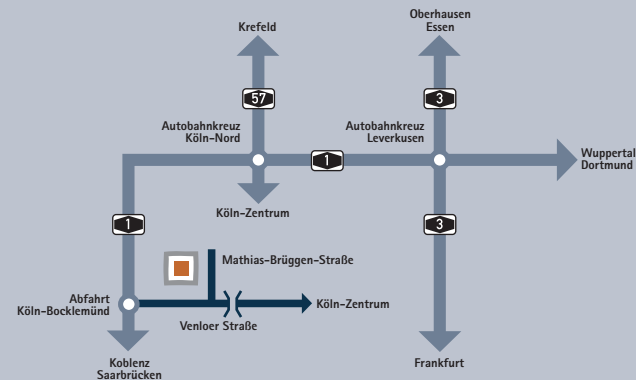 Oberhausen
Essen
Krefeld
57
3
Autobahnkreuz
Köln-Nord
Autobahnkreuz
Leverkusen
1
Wuppertal
Dortmund
Köln-Zentrum
1
3
Mathias-Brüggen-Straße
Abfahrt
Köln-Bocklemünd
Köln-Zentrum
Venloer Straße
Koblenz
Saarbrücken
Frankfurt